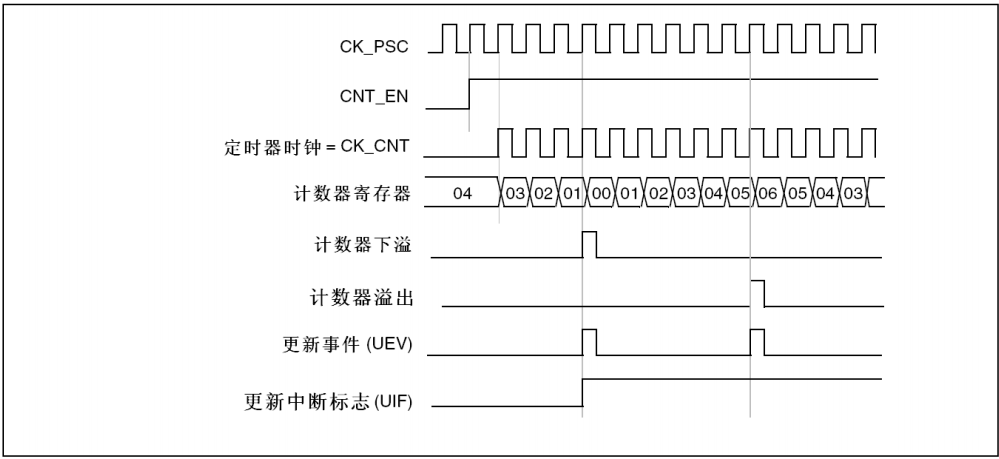 CK_PSC
CNT_EN
定时器时钟 = CK_CNT
计数器寄存器 04 03 02 01 00 01 02 03 04 05 06 05 04 03
计数器下溢
计数器溢出
更新事件 (UEV)
更新中断标志 (UIF)